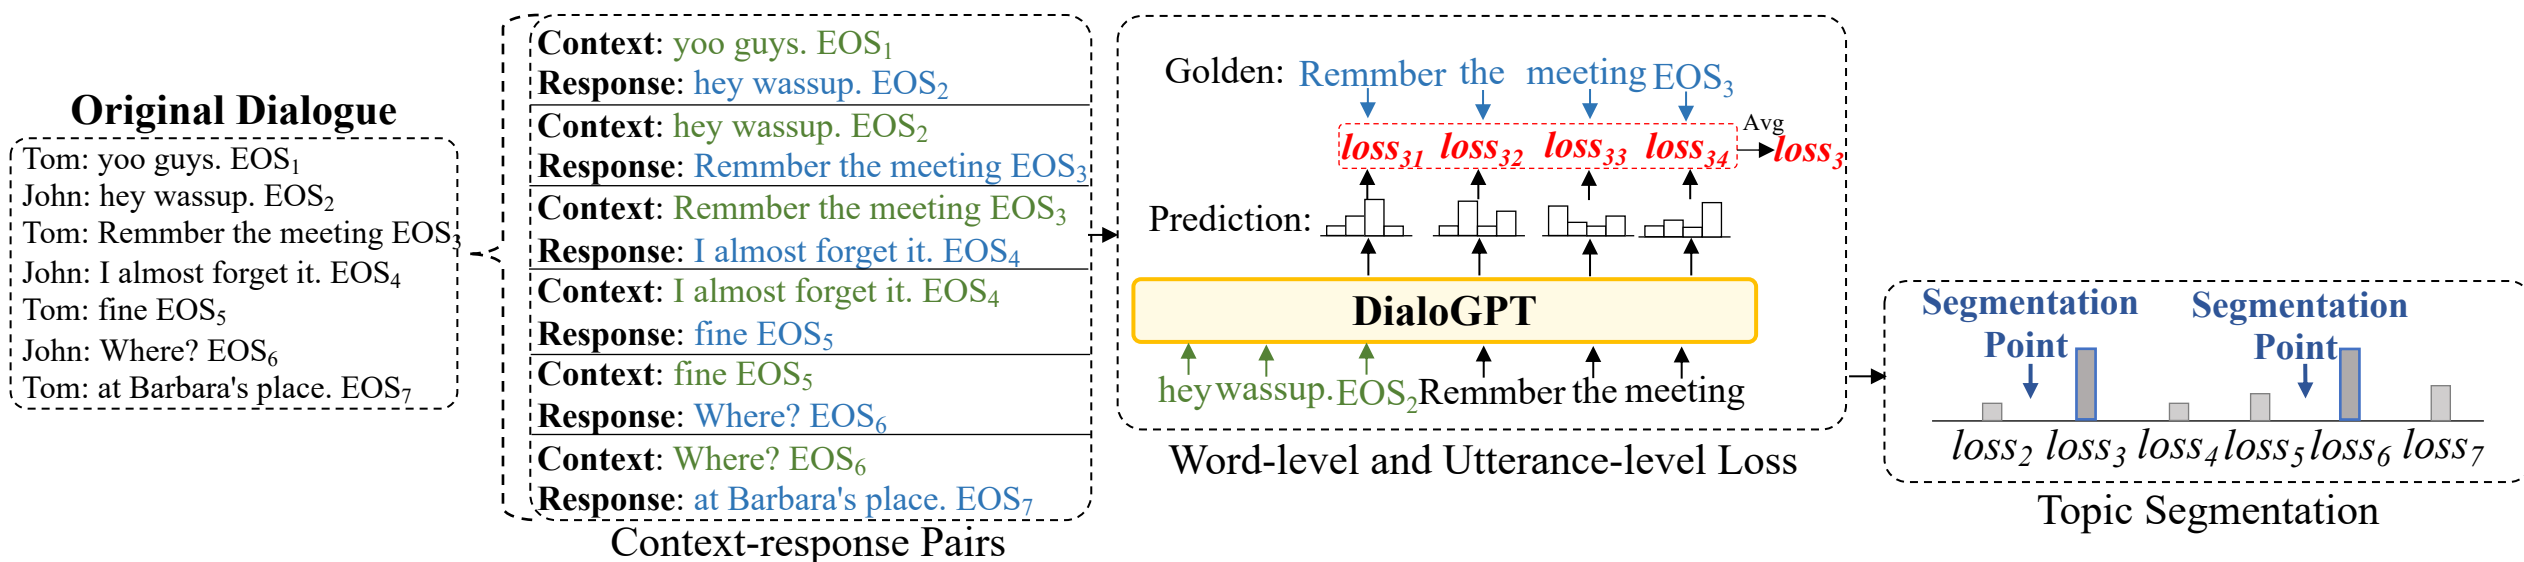 Original Dialogue
Tom: yoo guys. EOS1
John: hey wassup. EOS2
Tom: Remmber the meeting EOS3
John: I almost forget it. EOS4
Tom: fine EOS5
John: Where? EOS6
Tom: at Barbara's place. EOS7
Context: yoo guys. EOS1
Response: hey wassup. EOS2
Context: hey wassup. EOS2
Response: Remmber the meeting EOS3
Context: Remmber the meeting EOS3
Response: I almost forget it. EOS4
Context: I almost forget it. EOS4
Response: fine EOS5
Context: fine EOS5
Response: Where? EOS6
Context: Where? EOS6
Response: at Barbara's place. EOS7
Context-response Pairs
Golden: Remmber the meeting EOS3
loss31 loss32 loss33 loss34 Avg loss3
Prediction:
DialoGPT
hey wassup. EOS2 Remmber the meeting
Word-level and Utterance-level Loss
Segmentation Point
Segmentation Point
loss2 loss3 loss4 loss5 loss6 loss7
Topic Segmentation